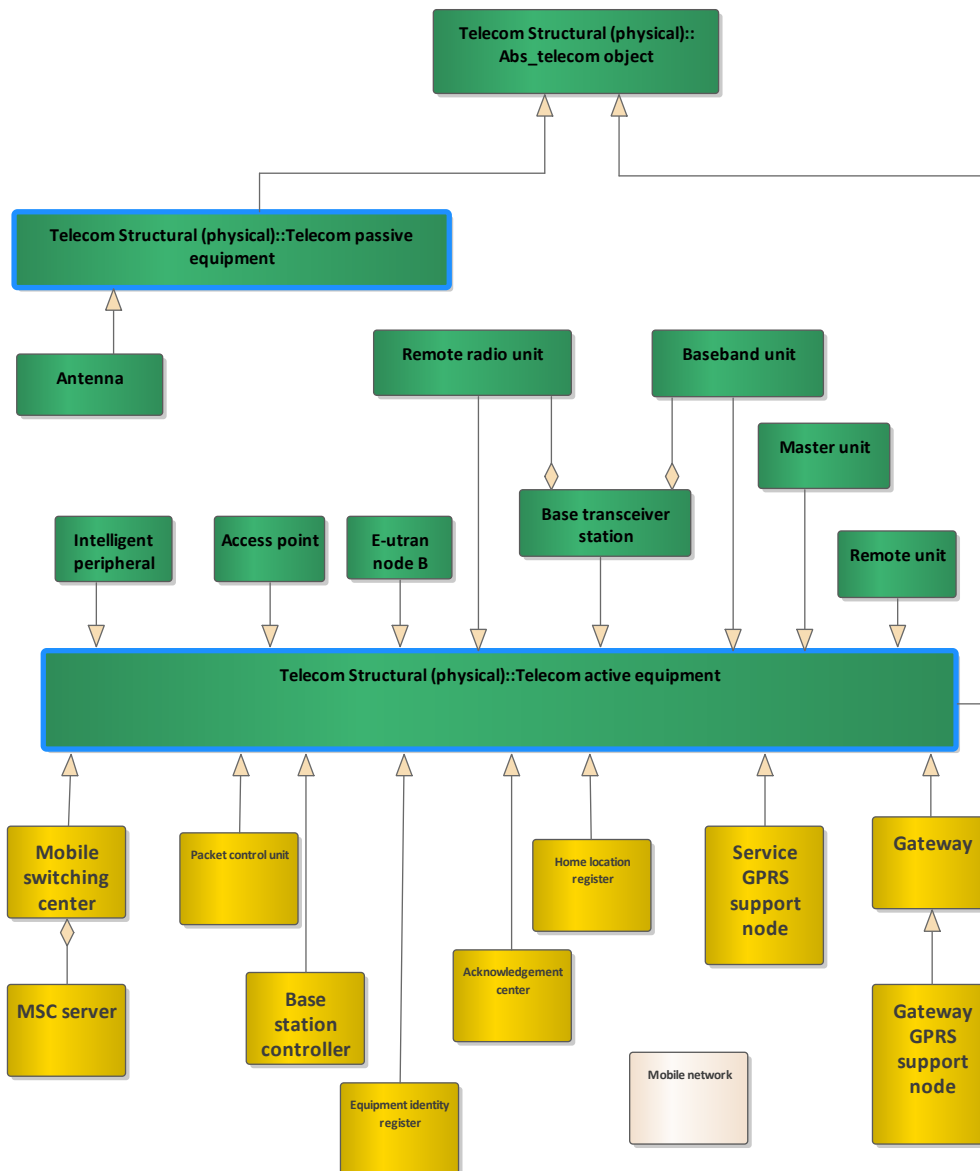 Telecom Structural (physical)::
Abs_telecom object
Telecom Structural (physical)::Telecom passive
equipment
Antenna
Remote radio unit
Baseband unit
Master unit
Base transceiver
station
Intelligent
peripheral
Access point
E-utran
node B
Remote unit
Telecom Structural (physical)::Telecom active equipment
Mobile
switching
center
Packet control unit
Home location
register
Service
GPRS
support
node
Gateway
MSC server
Base
station
controller
Acknowledgement
center
Gateway
GPRS
support
node
Mobile network
Equipment identity
register